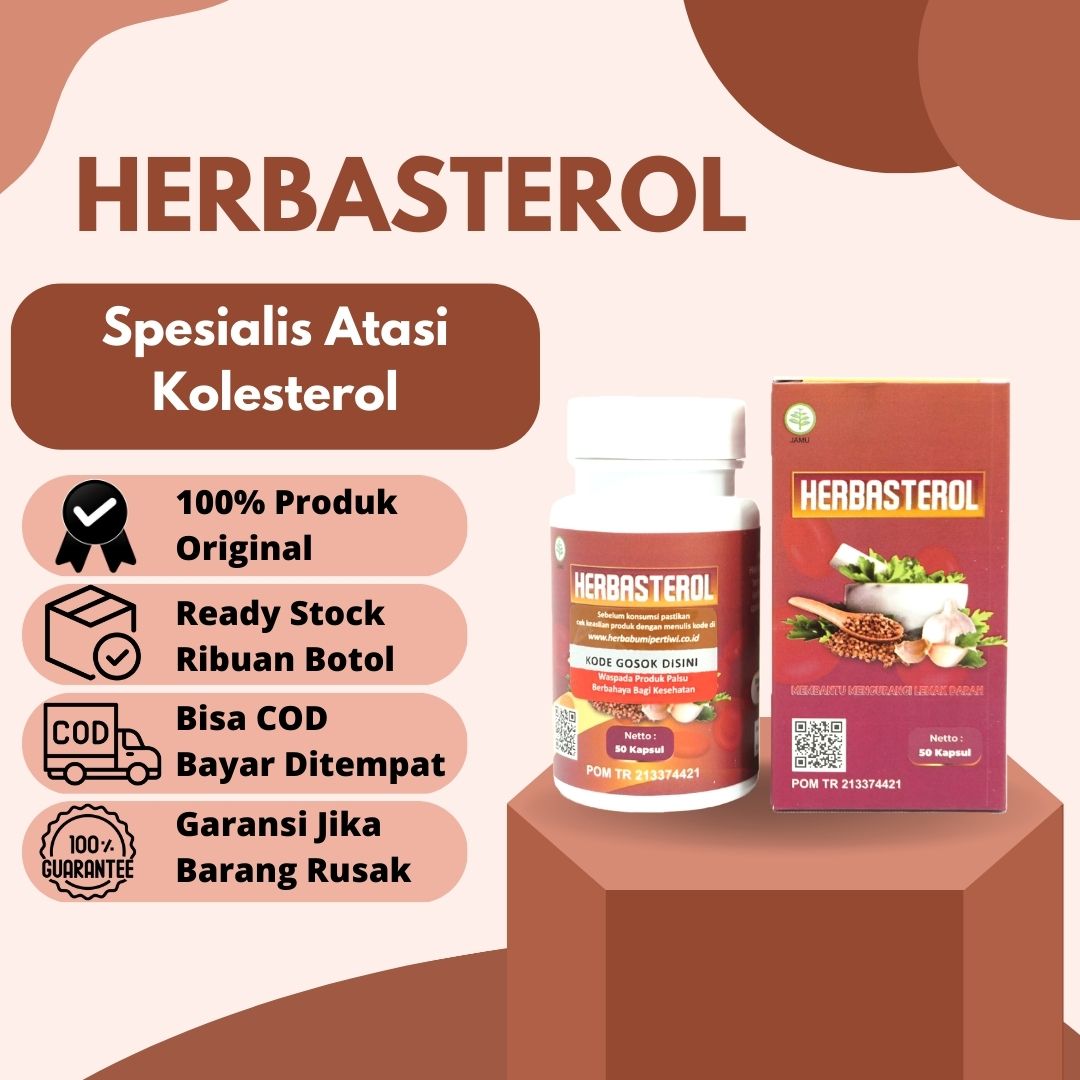 HERBASTEROL
Spesialis Atasi
Kolesterol
100% Produk
Original
Ready Stock
Ribuan Botol
COD
Bisa COD
Bayar Ditempat
100%
GUARANTEE
Garansi Jika
Barang Rusak
HERBASTEROL
Sebelum konsumsi pastikan
cek keaslian produk dengan menulis kode di
www.herbabumipertiwi.co.id
KODE GOSOK DISINI
Waspada Produk Palsu
Berbahaya Bagi Kesehatan
Netto :
50 Kapsul
POM TR 213374421
JAMU
HERBASTEROL
MEMBANTU MENGURANGI LEMAK DARAH
Netto :
50 Kapsul
POM TR 213374421